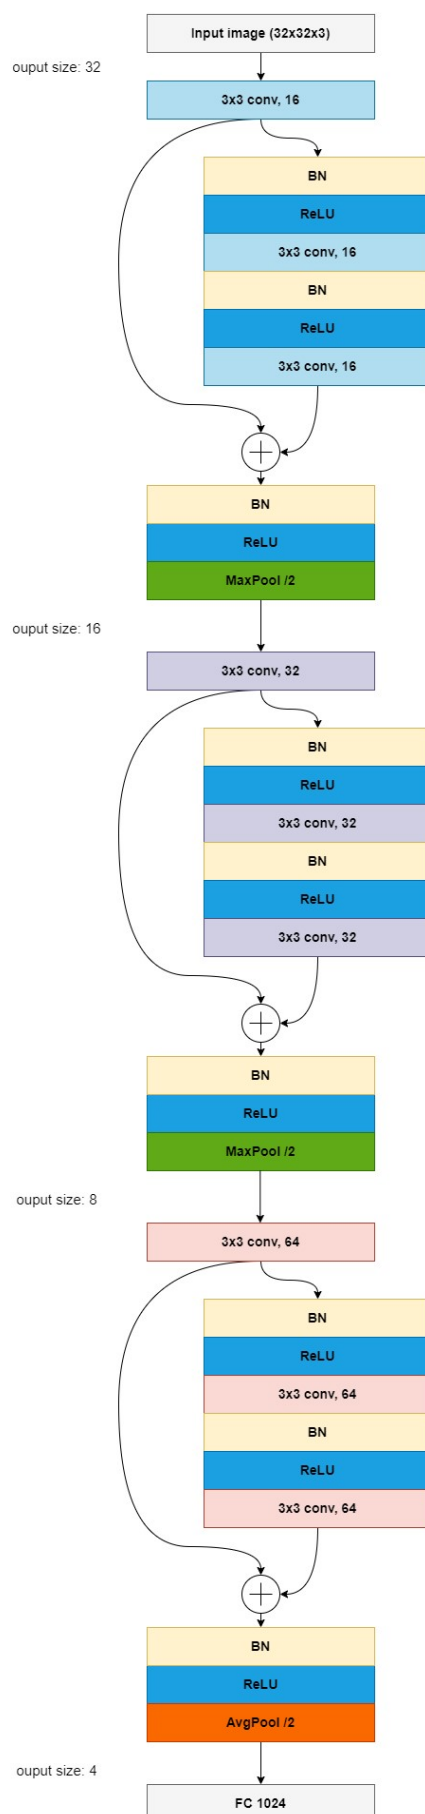 Input image (32x32x3)
ouput size: 32
3x3 conv, 16
BN
ReLU
3x3 conv, 16
BN
ReLU
3x3 conv, 16
BN
ReLU
MaxPool /2
ouput size: 16
3x3 conv, 32
BN
ReLU
3x3 conv, 32
BN
ReLU
3x3 conv, 32
BN
ReLU
MaxPool /2
ouput size: 8
3x3 conv, 64
BN
ReLU
3x3 conv, 64
BN
ReLU
3x3 conv, 64
BN
ReLU
AvgPool /2
ouput size: 4
FC 1024